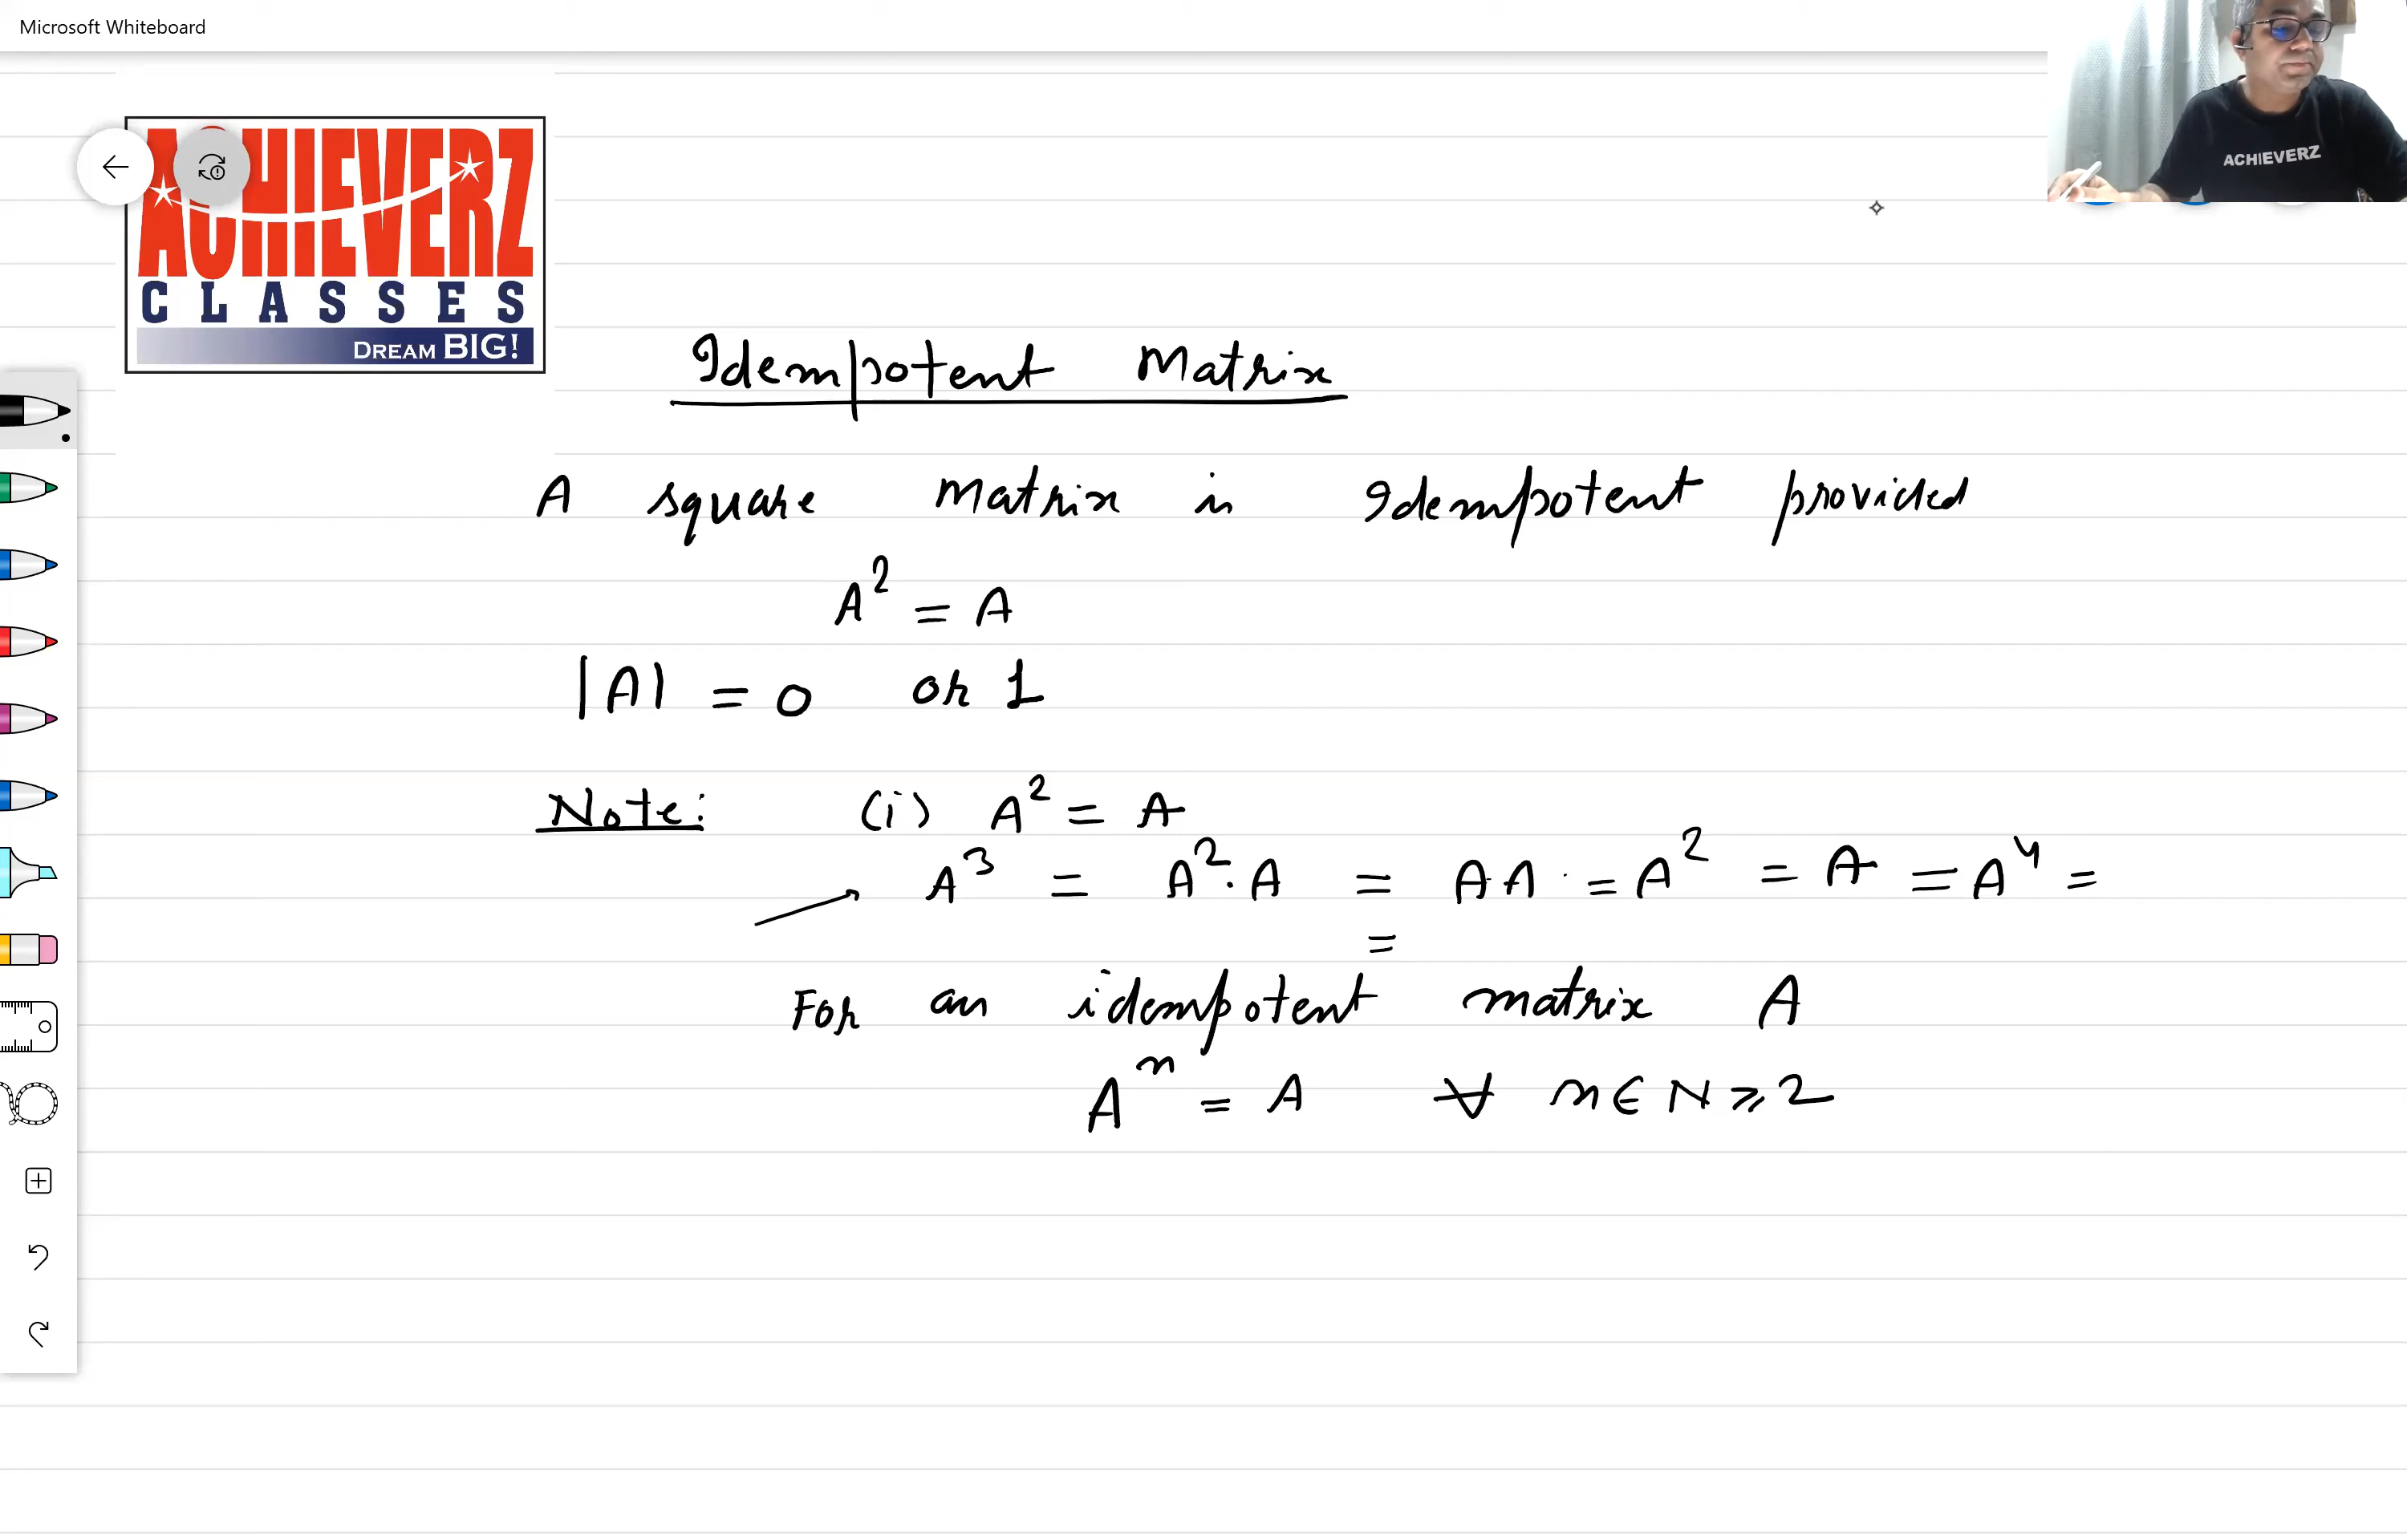 Microsoft Whiteboard
ACHIEVERZ
ACHIEVERZ
CLASSES
DREAM BIG!
Idempotent Matrix
A square Matrix is Idempotent provided
A² = A
|A| = 0 or 1
Note: (i) A² = A
A³ = A²·A = A·A· = A² = A = A⁴ =
=
For an idempotent matrix A
Aⁿ = A ∀ n ∈ N ⩾ 2